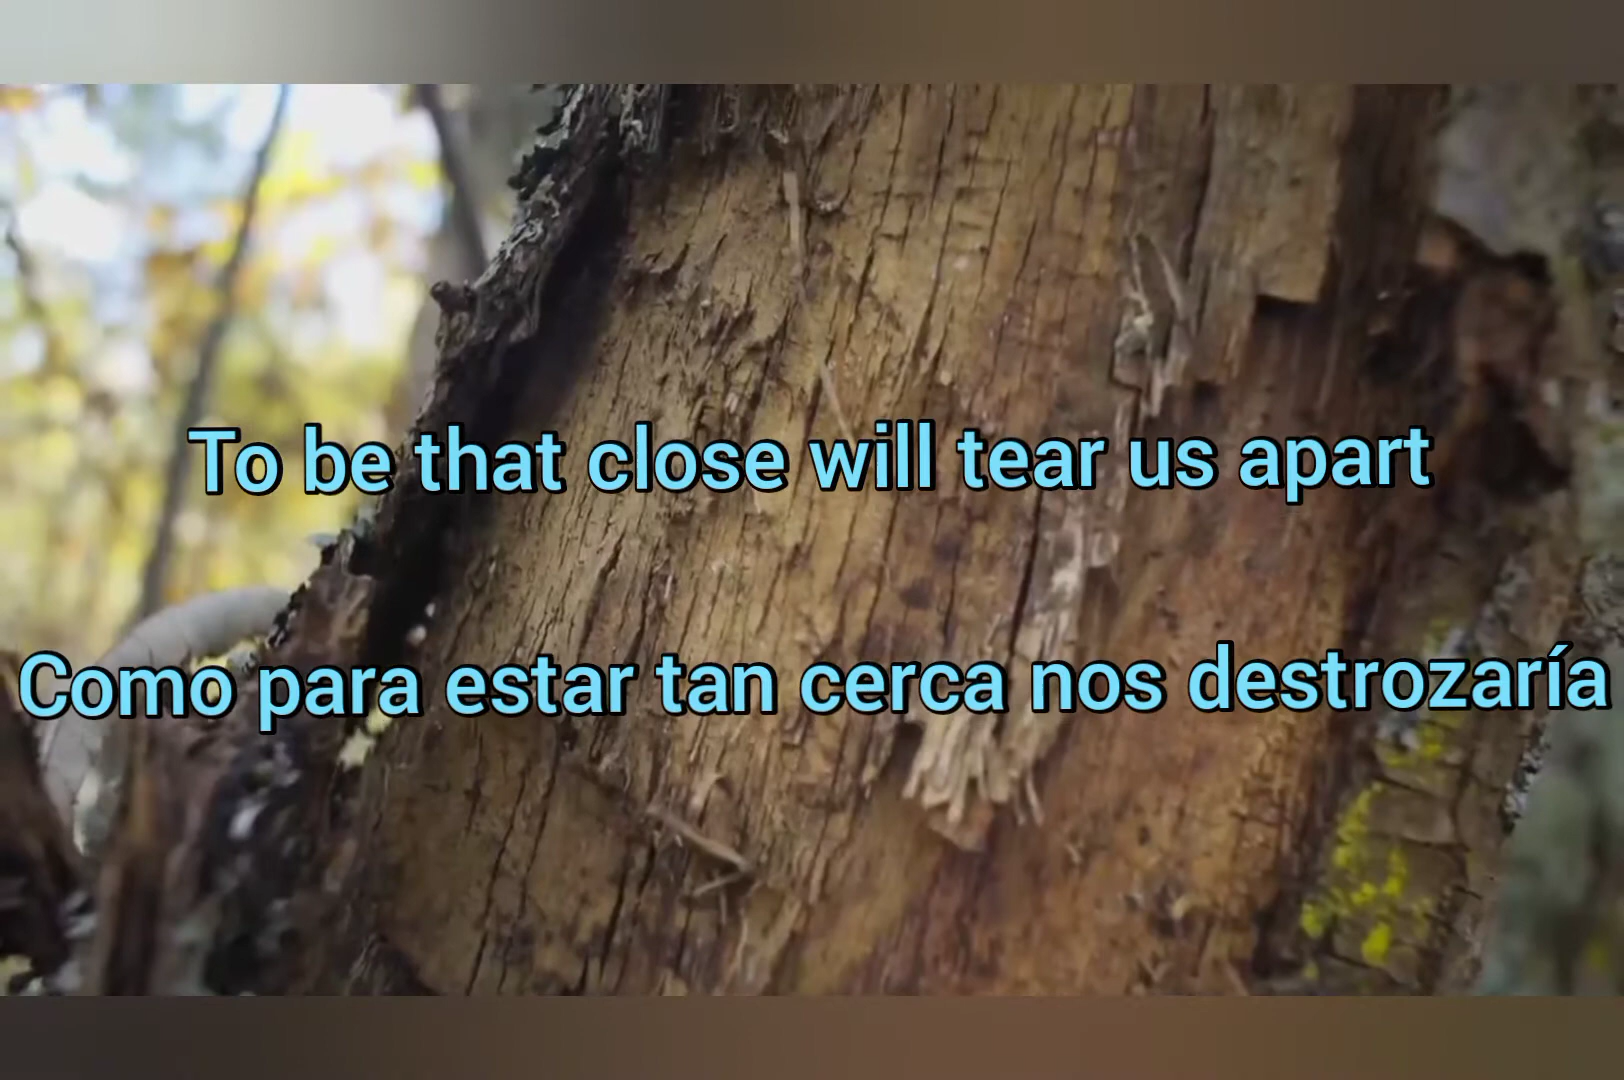 To be that close will tear us apart
Como para estar tan cerca nos destrozaría